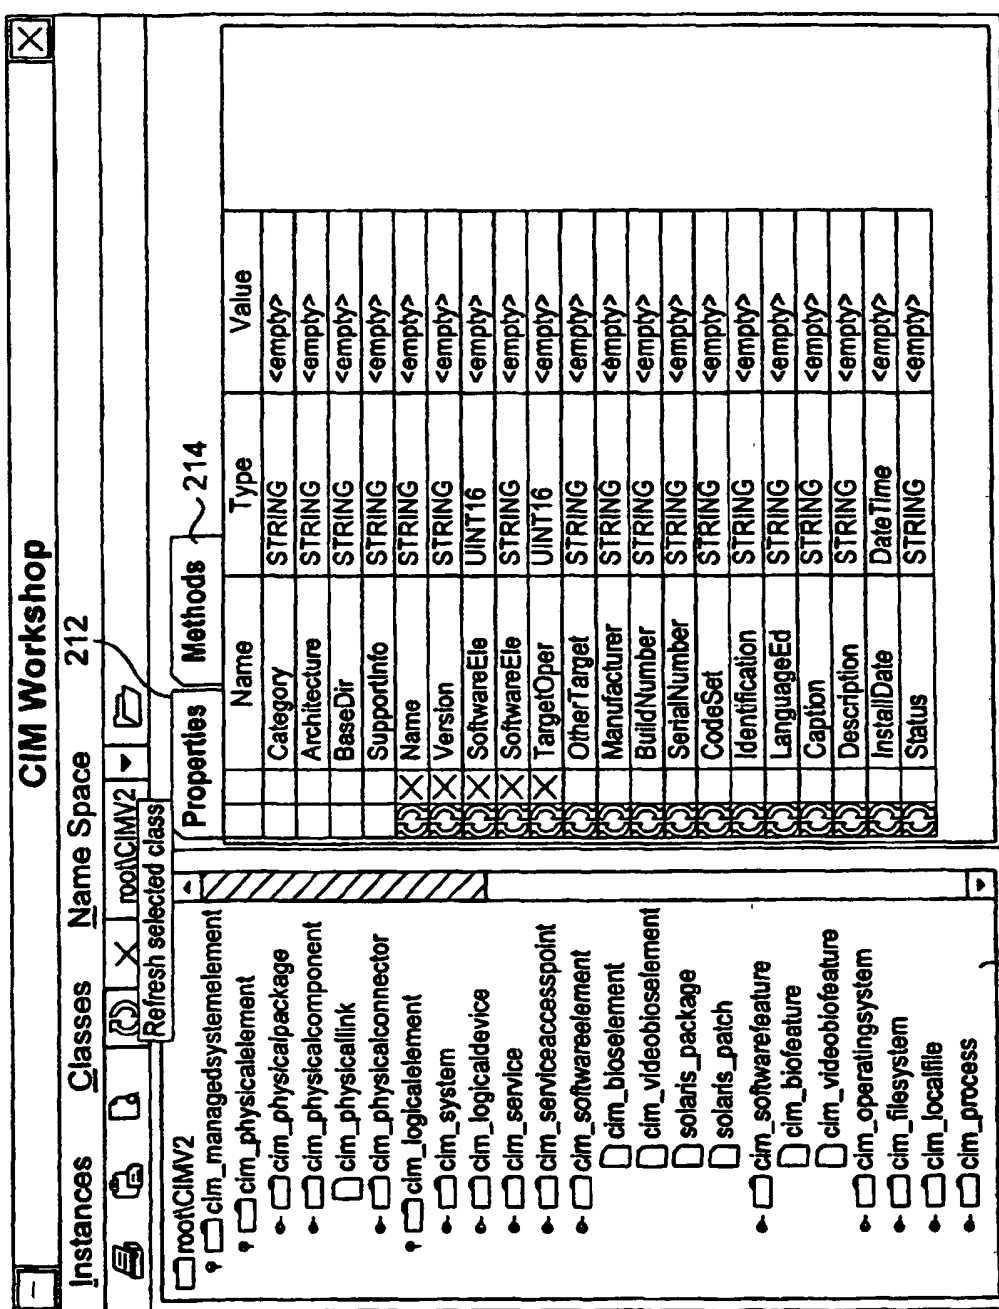 CIM Workshop
Instances Classes Name Space 212
root\CIMV2
Refresh selected class
root\CIMV2
cim_managedsystemelement
cim_physicalelement
cim_physicalpackage
cim_physicalcomponent
cim_physicallink
cim_physicalconnector
cim_logicalelement
cim_system
cim_logicaldevice
cim_service
cim_serviceaccesspoint
cim_softwareelement
cim_bioselement
cim_videobioselement
solaris_package
solaris_patch
cim_softwarefeature
cim_biofeature
cim_videobiofeature
cim_operatingsystem
cim_filesystem
cim_localfile
cim_process
Properties Methods 214
Name Type Value
Category STRING <empty>
Architecture STRING <empty>
BaseDir STRING <empty>
SupportInfo STRING <empty>
Name STRING <empty>
Version STRING <empty>
SoftwareEle UINT16 <empty>
SoftwareEle STRING <empty>
TargetOper UINT16 <empty>
OtherTarget STRING <empty>
Manufacturer STRING <empty>
BuidNumber STRING <empty>
SerialNumber STRING <empty>
CodeSet STRING <empty>
Identification STRING <empty>
LanguageEd STRING <empty>
Caption STRING <empty>
Description STRING <empty>
InstallDate DateTime <empty>
Status STRING <empty>